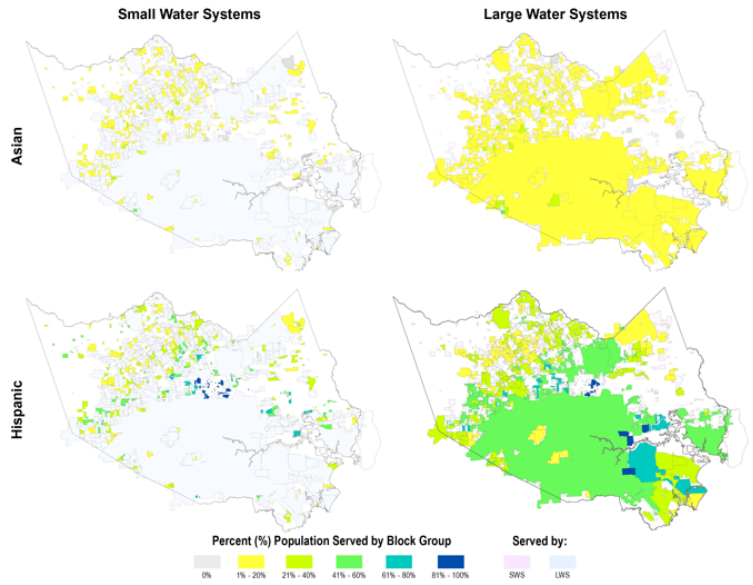 Small Water Systems
Large Water Systems
Asian
Hispanic
Percent (%) Population Served by Block Group
Served by:
0%
1% - 20%
21% - 40%
41% - 60%
61% - 80%
81% - 100%
SWS
LWS